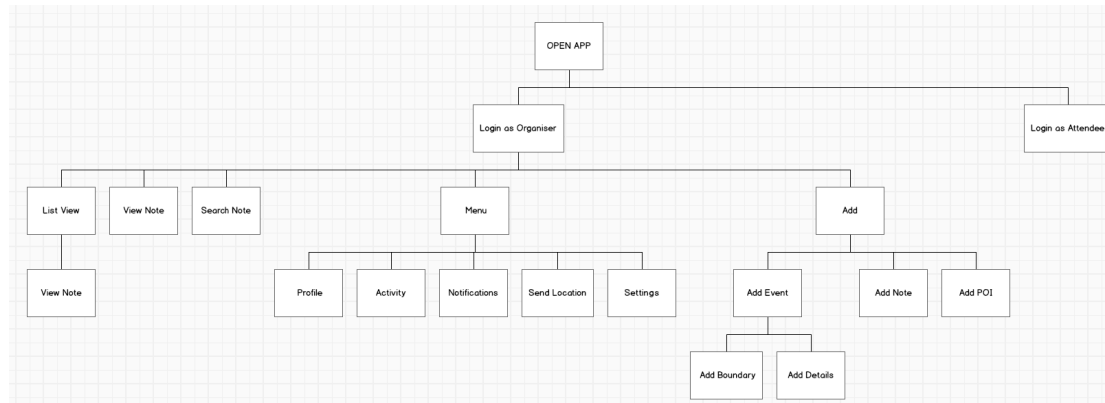 OPEN APP
Login as Organiser
Login as Attendee
List View
View Note
Search Note
Menu
Add
View Note
Profile
Activity
Notifications
Send Location
Settings
Add Event
Add Note
Add POI
Add Boundary
Add Details